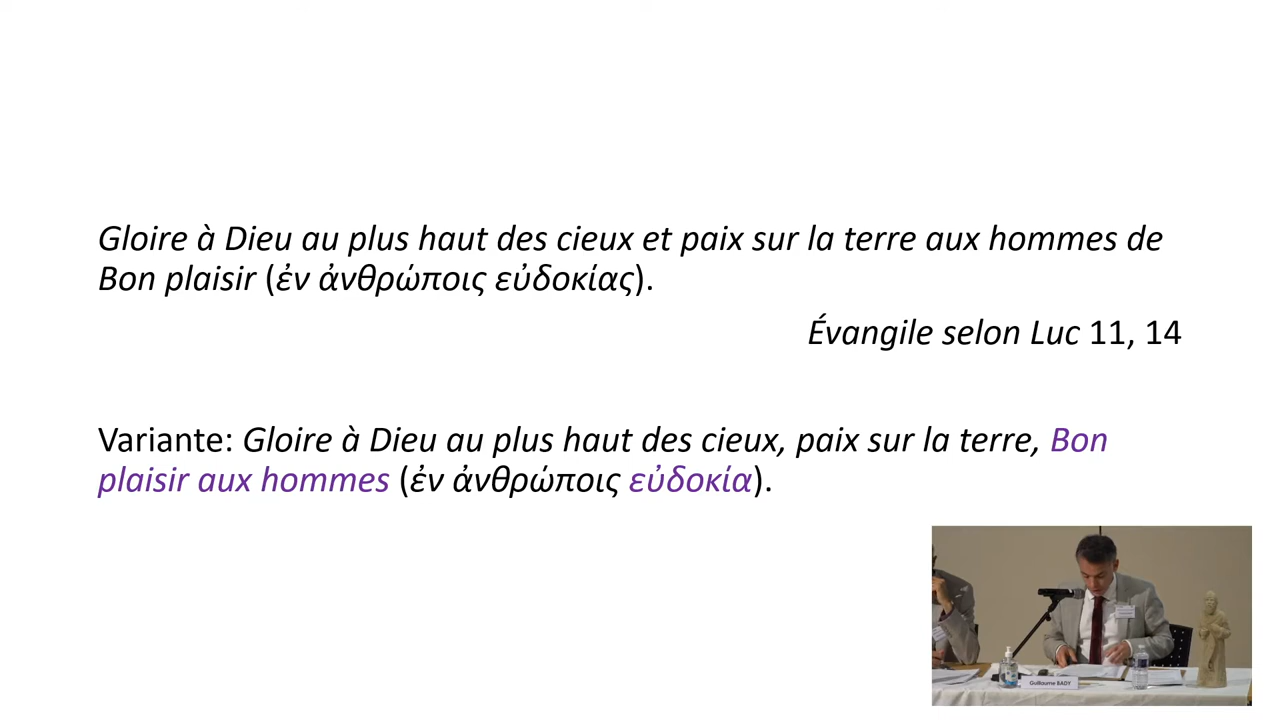 Gloire à Dieu au plus haut des cieux et paix sur la terre aux hommes de
Bon plaisir (ἐν ἀνθρώποις εὐδοκίας).
Évangile selon Luc 11, 14
Variante: Gloire à Dieu au plus haut des cieux, paix sur la terre, Bon
plaisir aux hommes (ἐν ἀνθρώποις εὐδοκία).
Guillaume BADY